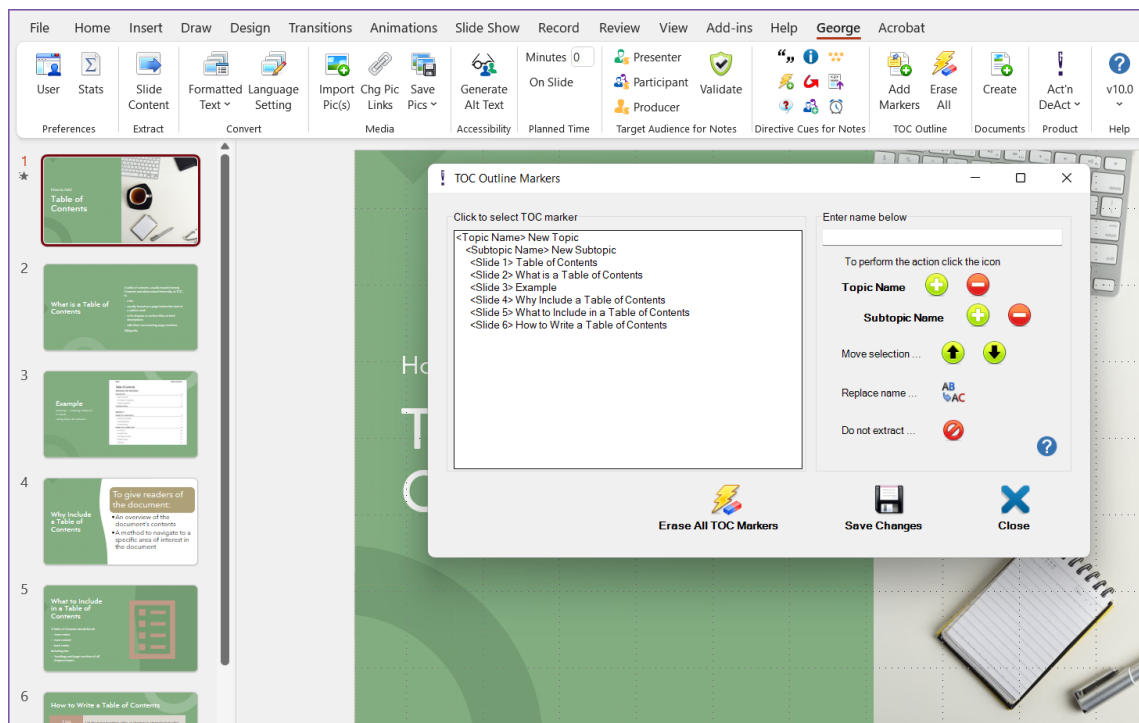 File Home Insert Draw Design Transitions Animations Slide Show Record Review View Add-ins Help George Acrobat
User Stats Slide Content Formatted Text Language Setting Import Pic(s) Chg Pic Links Save Pics Generate Alt Text Minutes 0 On Slide Presenter Participant Producer Validate Add Markers Erase All Create Act'n DeAct v10.0
Preferences Extract Convert Media Accessibility Planned Time Target Audience for Notes Directive Cues for Notes TOC Outline Documents Product Help
1
How to Add
Table of
Contents
2
What is a Table of
Contents
3
Example
4
Why Include
a Table of
Contents
To give readers of
the document:
•An overview of the
document's contents
•A method to navigate to a
specific area of interest in
the document
5
What to Include
in a Table of
Contents
6
How to Write a Table of Contents
Ho
T
C
TOC Outline Markers
Click to select TOC marker
<Topic Name> New Topic
<Subtopic Name> New Subtopic
<Slide 1> Table of Contents
<Slide 2> What is a Table of Contents
<Slide 3> Example
<Slide 4> Why Include a Table of Contents
<Slide 5> What to Include in a Table of Contents
<Slide 6> How to Write a Table of Contents
Enter name below
To perform the action click the icon
Topic Name
Subtopic Name
Move selection ...
Replace name ...
AB
AC
Do not extract ...
Erase All TOC Markers
Save Changes
Close